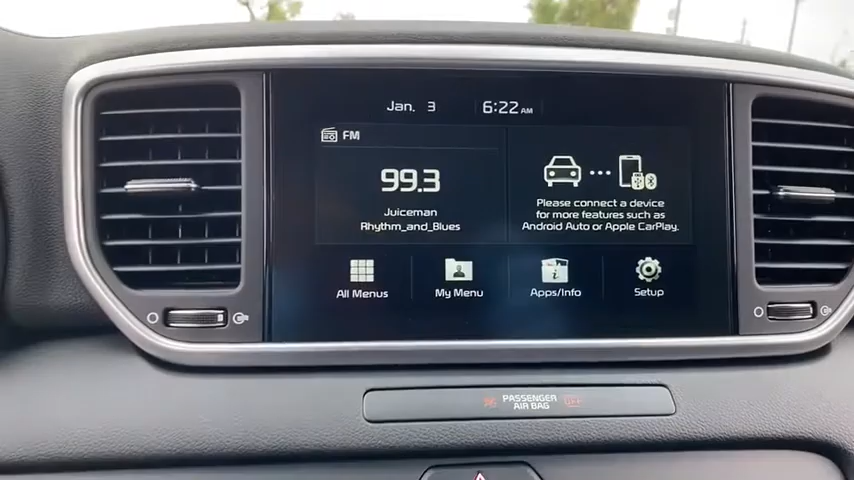 Jan. 3 6:22 AM
FM
99.3
Juiceman
Rhythm_and_Blues
Please connect a device
for more features such as
Android Auto or Apple CarPlay.
All Menus
My Menu
Apps/Info
Setup
PASSENGER
AIR BAG
OFF